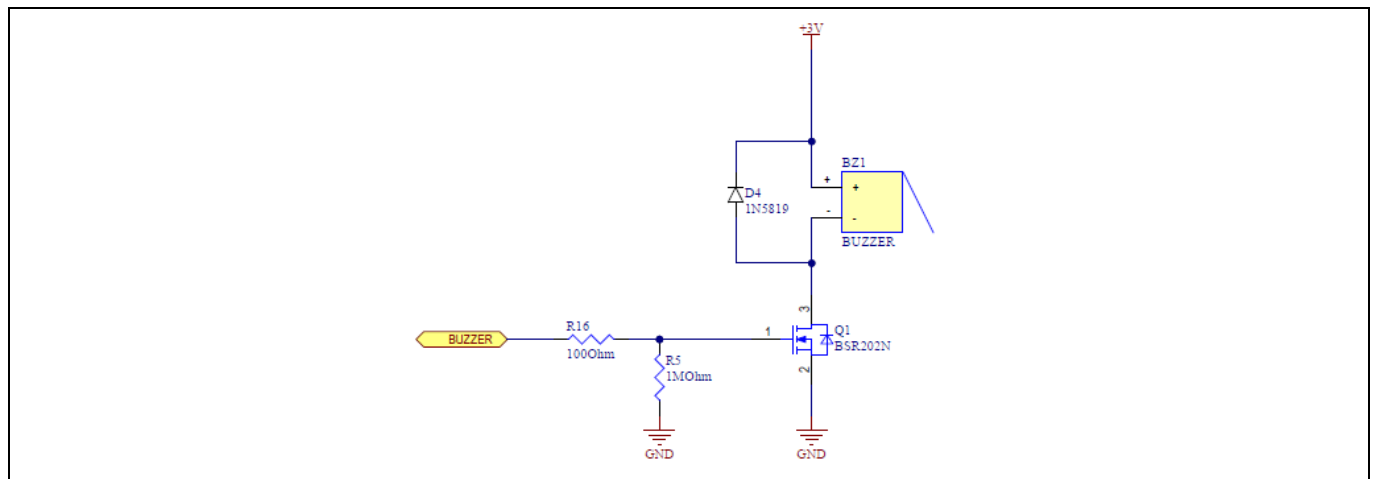 +3V
BZ1
+
+
D4
1N5819
-
-
BUZZER
3
BUZZER
R16
100Ohm
1
Q1
BSR202N
R5
1MOhm
2
GND
GND